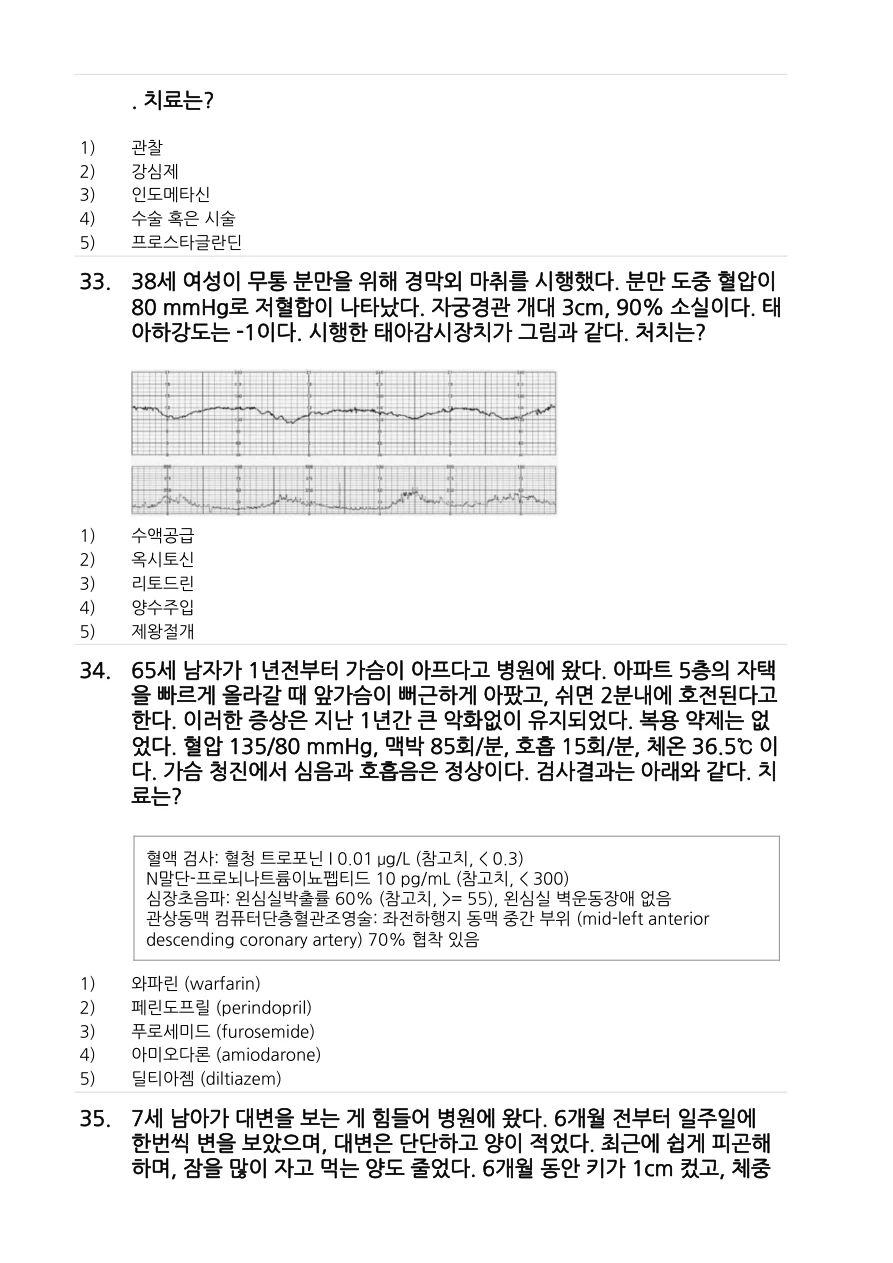 . 치료는?
1) 관찰
2) 강심제
3) 인도메타신
4) 수술 혹은 시술
5) 프로스타글란딘
33. 38세 여성이 무통 분만을 위해 경막외 마취를 시행했다. 분만 도중 혈압이
80 mmHg로 저혈합이 나타났다. 자궁경관 개대 3cm, 90% 소실이다. 태
아하강도는 -1이다. 시행한 태아감시장치가 그림과 같다. 처치는?
1) 수액공급
2) 옥시토신
3) 리토드린
4) 양수주입
5) 제왕절개
34. 65세 남자가 1년전부터 가슴이 아프다고 병원에 왔다. 아파트 5층의 자택
을 빠르게 올라갈 때 앞가슴이 뻐근하게 아팠고, 쉬면 2분내에 호전된다고
한다. 이러한 증상은 지난 1년간 큰 악화없이 유지되었다. 복용 약제는 없
었다. 혈압 135/80 mmHg, 맥박 85회/분, 호흡 15회/분, 체온 36.5℃ 이
다. 가슴 청진에서 심음과 호흡음은 정상이다. 검사결과는 아래와 같다. 치
료는?
혈액 검사: 혈청 트로포닌 I 0.01 µg/L (참고치, < 0.3)
N말단-프로뇌나트륨이뇨펩티드 10 pg/mL (참고치, < 300)
심장초음파: 왼심실박출률 60% (참고치, >= 55), 왼심실 벽운동장애 없음
관상동맥 컴퓨터단층혈관조영술: 좌전하행지 동맥 중간 부위 (mid-left anterior
descending coronary artery) 70% 협착 있음
1) 와파린 (warfarin)
2) 페린도프릴 (perindopril)
3) 푸로세미드 (furosemide)
4) 아미오다론 (amiodarone)
5) 딜티아젬 (diltiazem)
35. 7세 남아가 대변을 보는 게 힘들어 병원에 왔다. 6개월 전부터 일주일에
한번씩 변을 보았으며, 대변은 단단하고 양이 적었다. 최근에 쉽게 피곤해
하며, 잠을 많이 자고 먹는 양도 줄었다. 6개월 동안 키가 1cm 컸고, 체중